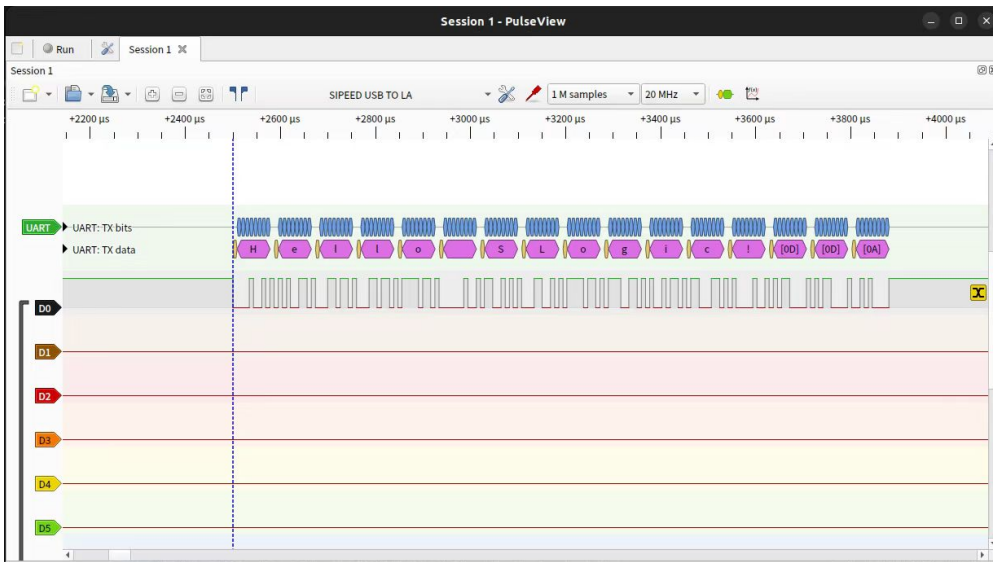 Session 1 - PulseView
Run Session 1
Session 1
SIPEED USB TO LA 1 M samples 20 MHz
+2200 µs +2400 µs +2600 µs +2800 µs +3000 µs +3200 µs +3400 µs +3600 µs +3800 µs +4000 µs
UART UART: TX bits
UART: TX data H e l l o S L o g i c ! [0D] [0D] [0A]
D0
D1
D2
D3
D4
D5